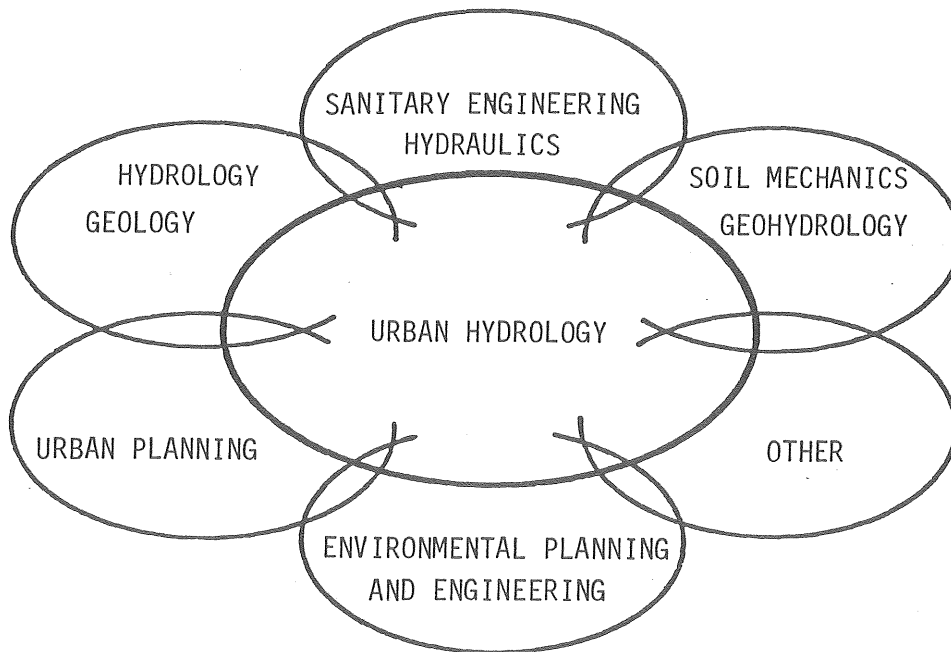 SANITARY ENGINEERING
HYDRAULICS
HYDROLOGY
GEOLOGY
SOIL MECHANICS
GEOHYDROLOGY
URBAN HYDROLOGY
URBAN PLANNING
OTHER
ENVIRONMENTAL PLANNING
AND ENGINEERING